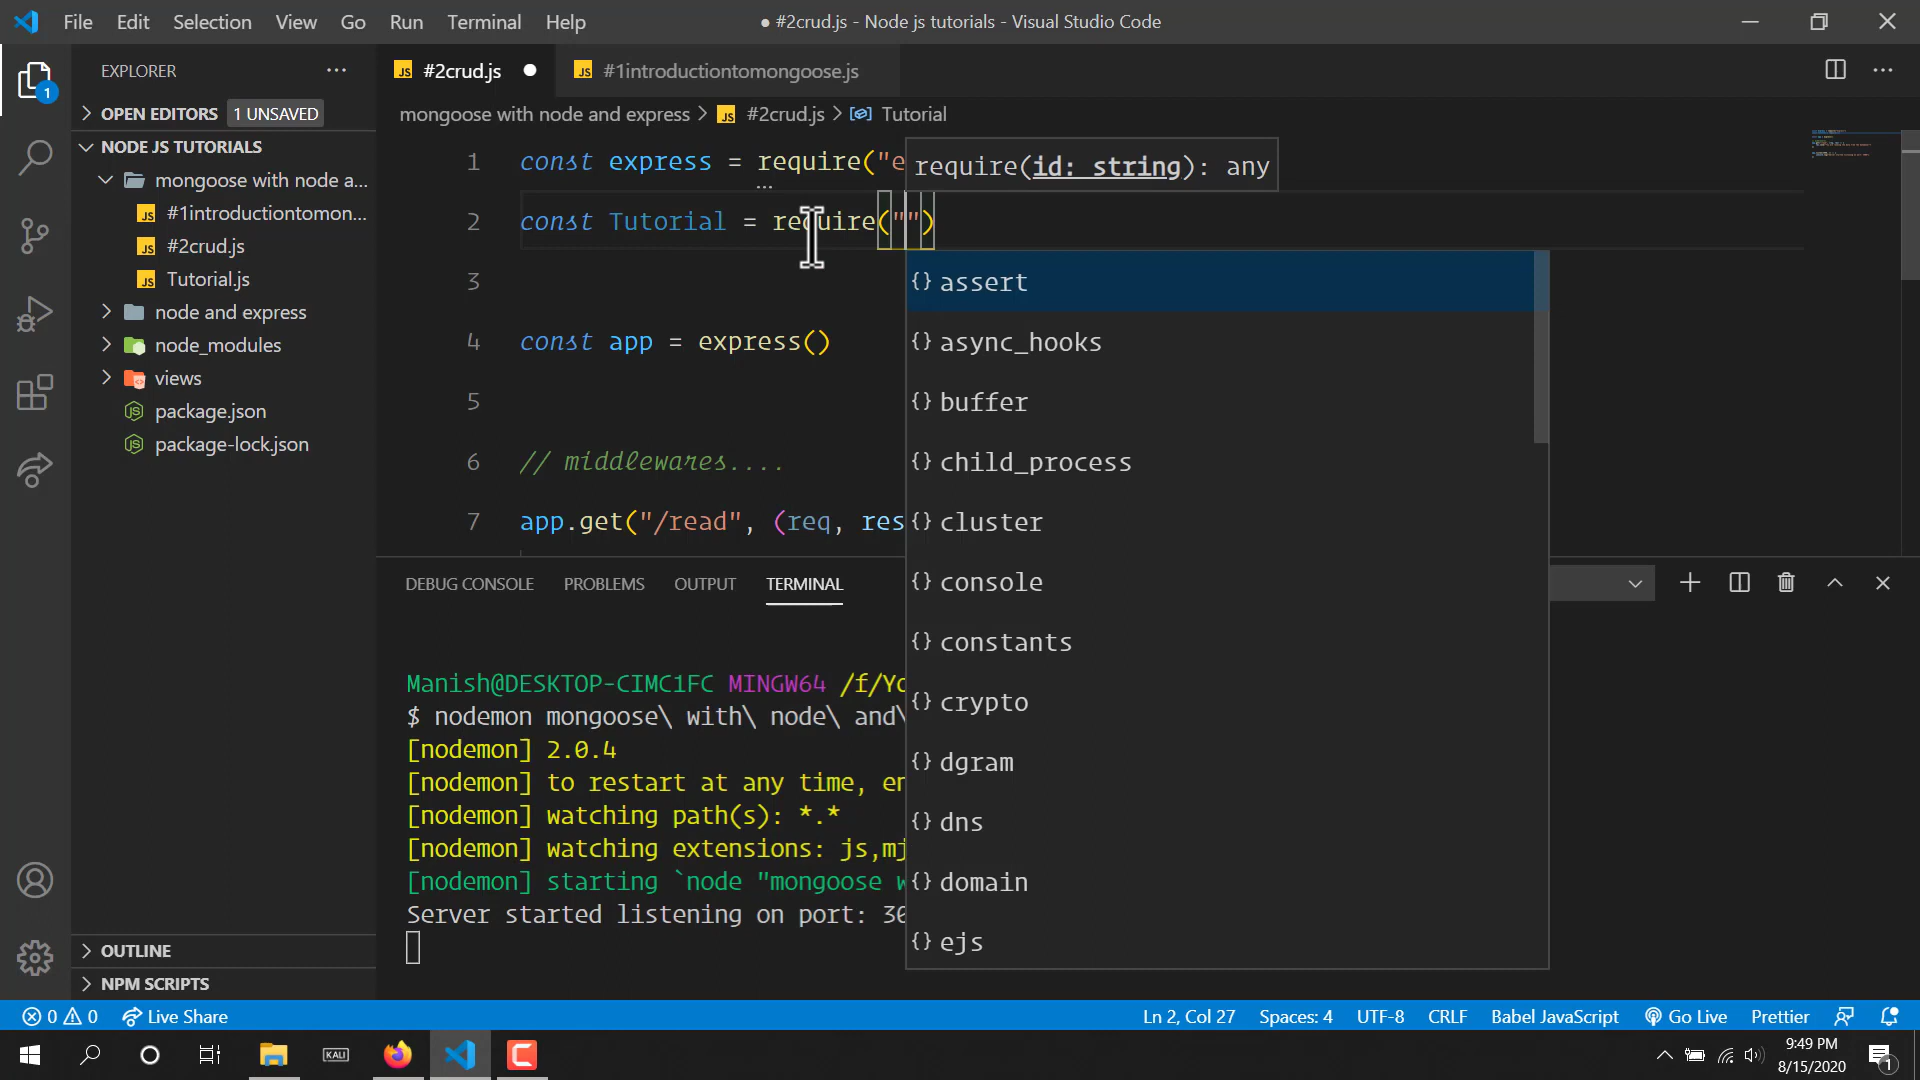 File Edit Selection View Go Run Terminal Help
● #2crud.js - Node js tutorials - Visual Studio Code
EXPLORER
JS #2crud.js
JS #1introductiontomongoose.js
1
OPEN EDITORS 1 UNSAVED
mongoose with node and express > JS #2crud.js > Tutorial
NODE JS TUTORIALS
mongoose with node a...
JS #1introductiontomon...
JS #2crud.js
JS Tutorial.js
node and express
node_modules
views
package.json
package-lock.json
1 const express = require("e
require(id: string): any
2 const Tutorial = require("")
3
4 const app = express()
5
6 // middlewares....
7 app.get("/read", (req, res
{} assert
{} async_hooks
{} buffer
{} child_process
{} cluster
{} console
{} constants
{} crypto
{} dgram
{} dns
{} domain
{} ejs
DEBUG CONSOLE PROBLEMS OUTPUT TERMINAL
Manish@DESKTOP-CIMC1FC MINGW64 /f/Yo
$ nodemon mongoose\ with\ node\ and\
[nodemon] 2.0.4
[nodemon] to restart at any time, en
[nodemon] watching path(s): *.*
[nodemon] watching extensions: js,mj
[nodemon] starting `node "mongoose w
Server started listening on port: 30
OUTLINE
NPM SCRIPTS
0 0 Live Share
Ln 2, Col 27 Spaces: 4 UTF-8 CRLF Babel JavaScript Go Live Prettier
KALI
9:49 PM
8/15/2020
1